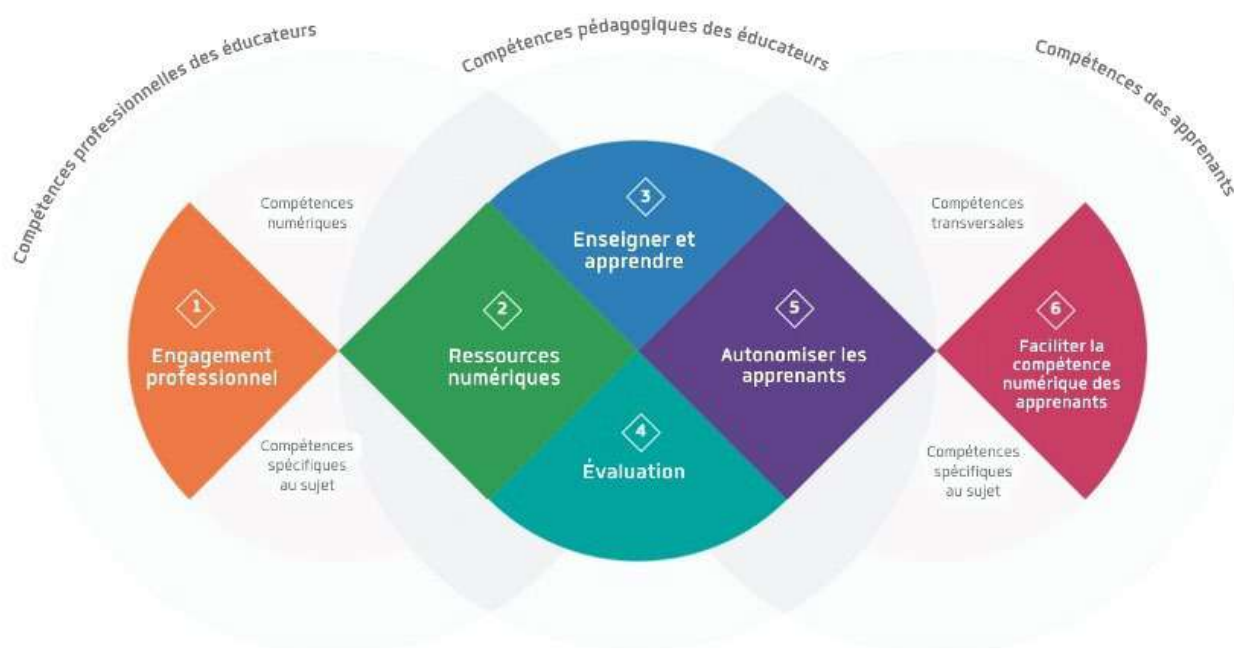 Compétences professionnelles des éducateurs
Compétences pédagogiques des éducateurs
Compétences des apprenants
Compétences
numériques
1
Engagement
professionnel
Compétences
spécifiques
au sujet
2
Ressources
numériques
3
Enseigner et
apprendre
4
Évaluation
5
Autonomiser les
apprenants
Compétences
transversales
6
Faciliter la
compétence
numérique des
apprenants
Compétences
spécifiques
au sujet